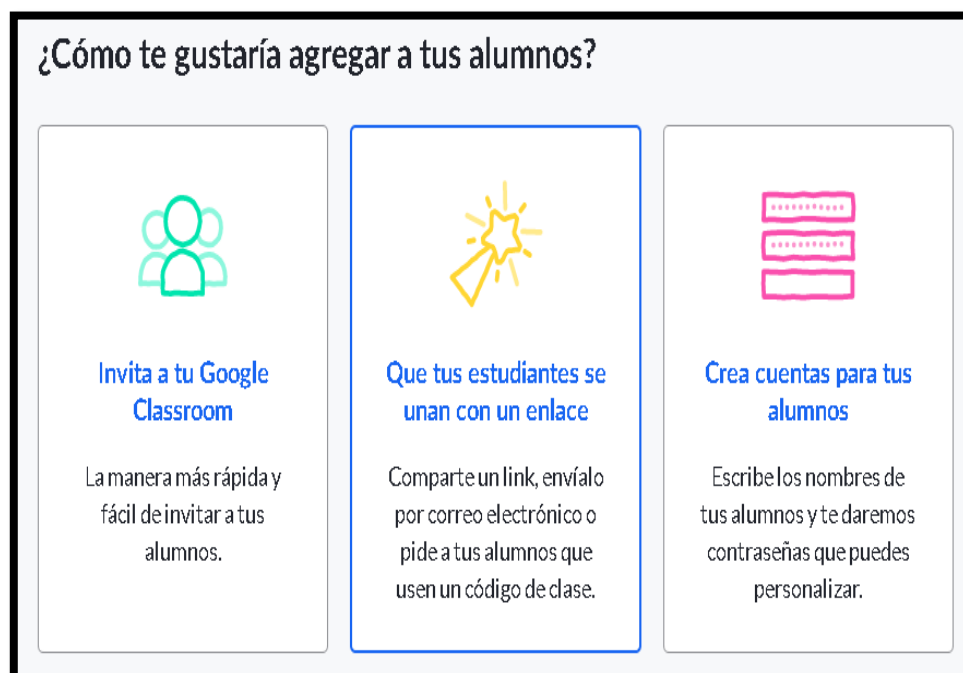 ¿Cómo te gustaría agregar a tus alumnos?
Invita a tu Google
Classroom
La manera más rápida y
fácil de invitar a tus
alumnos.
Que tus estudiantes se
unan con un enlace
Comparte un link, envíalo
por correo electrónico o
pide a tus alumnos que
usen un código de clase.
Crea cuentas para tus
alumnos
Escribe los nombres de
tus alumnos y te daremos
contraseñas que puedes
personalizar.